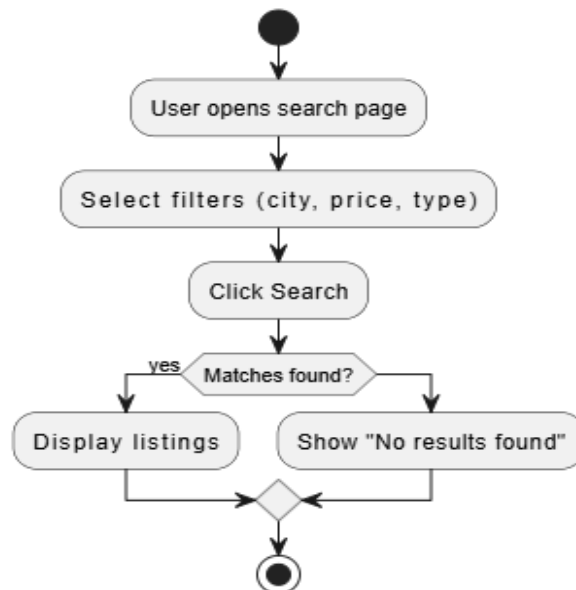 User opens search page
Select filters (city, price, type)
Click Search
yes
Matches found?
Display listings
Show "No results found"